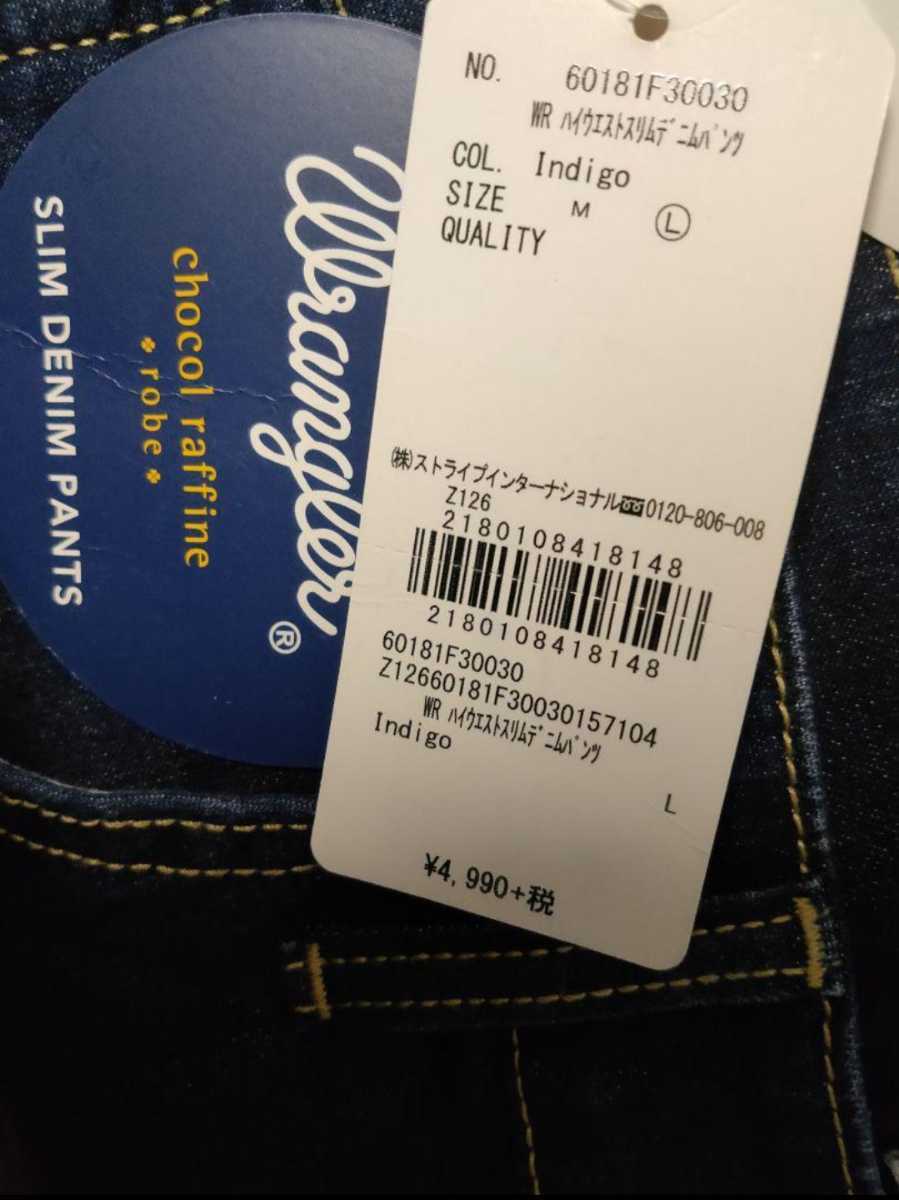 Wrangler®
chocol raffine
robe
SLIM DENIM PANTS
NO. 60181F30030
WR ﾊｲｳｴｽﾄｽﾘﾑﾃﾞﾆﾑﾊﾟﾝﾂ
COL. Indigo
SIZE M Ⓛ
QUALITY
㈱ストライプインターナショナル➿0120-806-008
Z126
2180108418148
2180108418148
60181F30030
Z12660181F30030157104
WR ﾊｲｳｴｽﾄｽﾘﾑﾃﾞﾆﾑﾊﾟﾝﾂ
Indigo
L
¥4,990+税